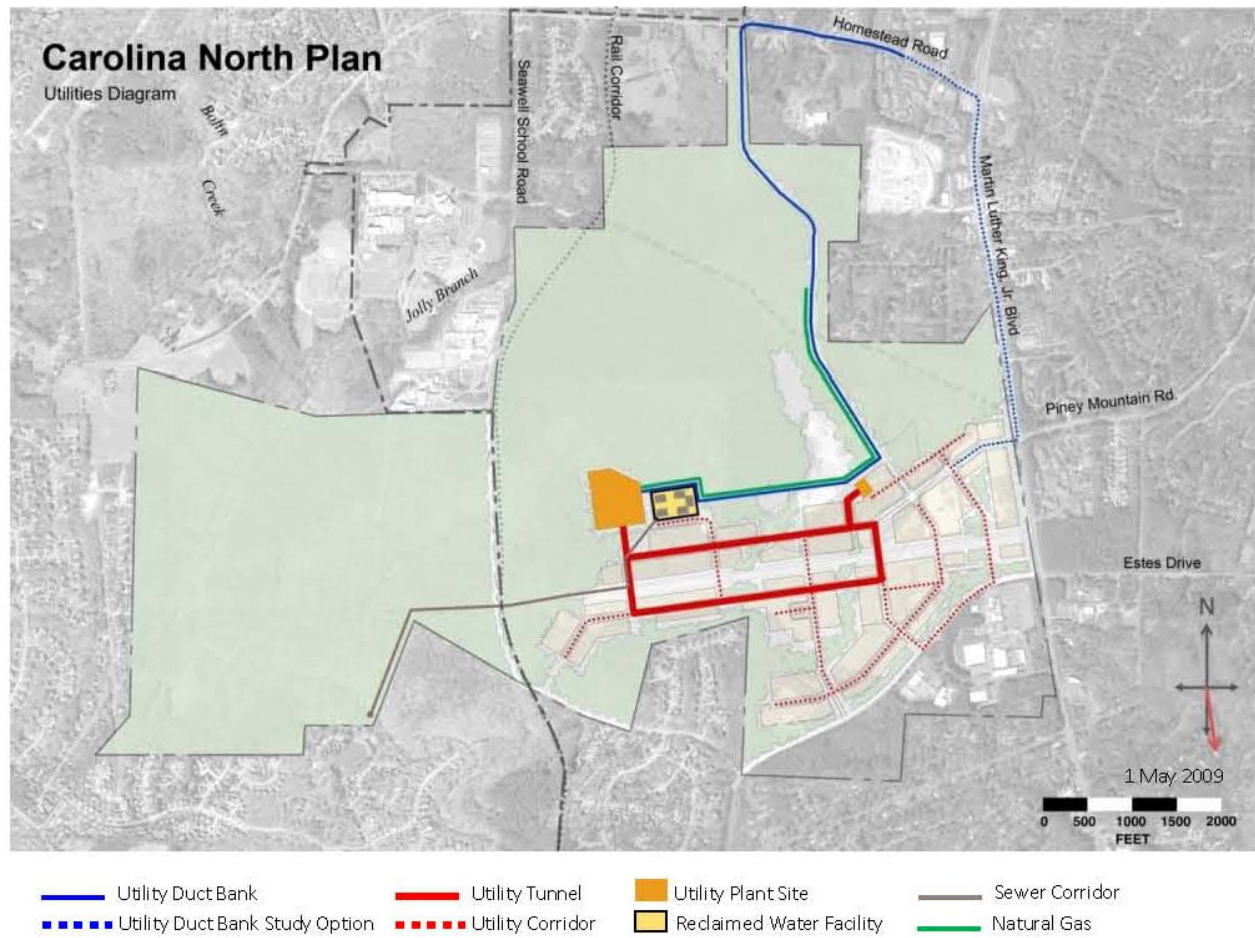 Carolina North Plan
Utilities Diagram
Bolin
Creek
Jolly Branch
Seawell School Road
Rail Corridor
Homestead Road
Martin Luther King, Jr. Blvd
Piney Mountain Rd.
Estes Drive
N
1 May 2009
0 500 1000 1500 2000
FEET
Utility Duct Bank
Utility Tunnel
Utility Plant Site
Sewer Corridor
Utility Duct Bank Study Option
Utility Corridor
Reclaimed Water Facility
Natural Gas